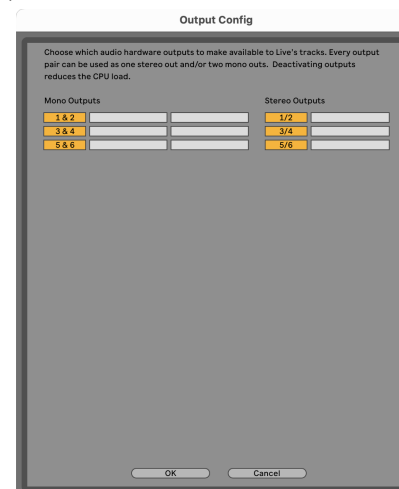 Output Config
Choose which audio hardware outputs to make available to Live's tracks. Every output
pair can be used as one stereo out and/or two mono outs. Deactivating outputs
reduces the CPU load.
Mono Outputs Stereo Outputs
1 & 2 1/2
3 & 4 3/4
5 & 6 5/6
OK Cancel